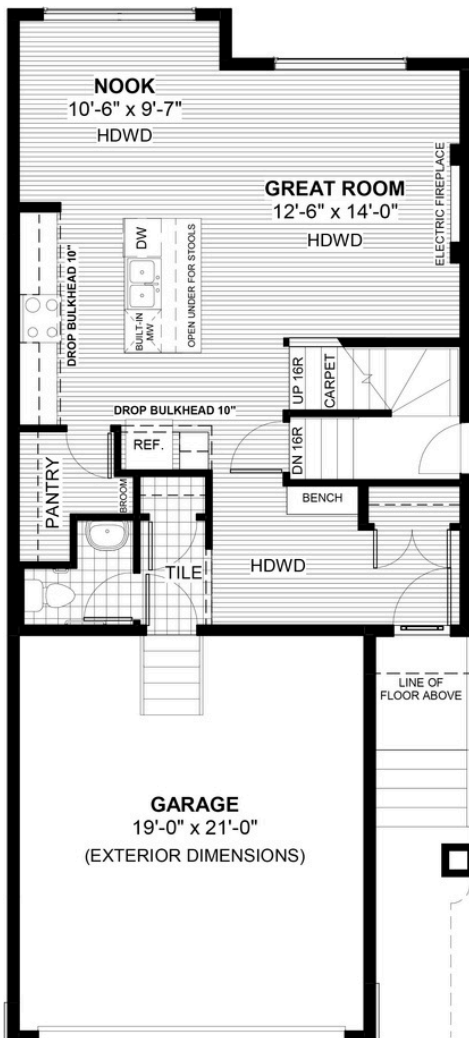 NOOK
10'-6" x 9'-7"
HDWD
GREAT ROOM
12'-6" x 14'-0"
HDWD
ELECTRIC FIREPLACE
DW
BUILT-IN
MW
OPEN UNDER FOR STOOLS
DROP BULKHEAD 10"
UP 16R
CARPET
DROP BULKHEAD 10"
REF.
DN 16R
PANTRY
BROOM
BENCH
TILE
HDWD
LINE OF
FLOOR ABOVE
GARAGE
19'-0" x 21'-0"
(EXTERIOR DIMENSIONS)